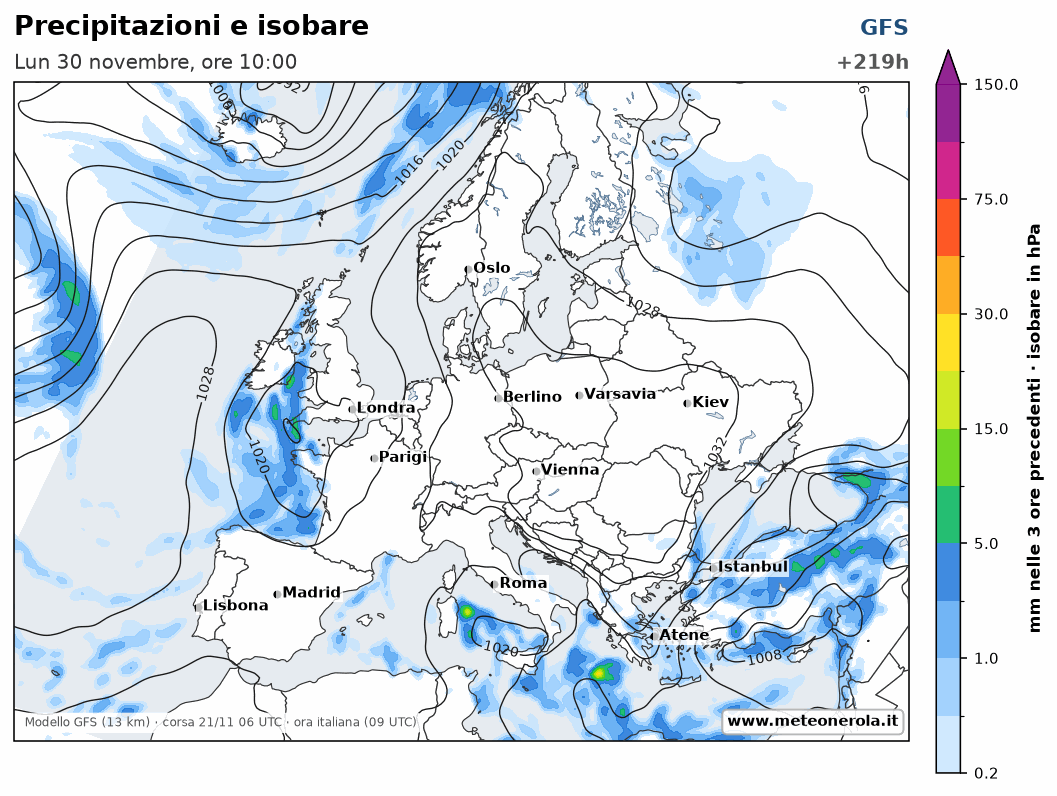 Precipitazioni e isobare
GFS
Lun 30 novembre, ore 10:00
+219h
1016
1020
Oslo
1028
1028
Londra
Berlino
Varsavia
Kiev
1020
Parigi
Vienna
1032
Istanbul
Roma
Madrid
Lisbona
Atene
1020
1008
Modello GFS (13 km) · corsa 21/11 06 UTC · ora italiana (09 UTC)
www.meteonerola.it
150.0
75.0
30.0
15.0
5.0
1.0
0.2
mm nelle 3 ore precedenti · isobare in hPa